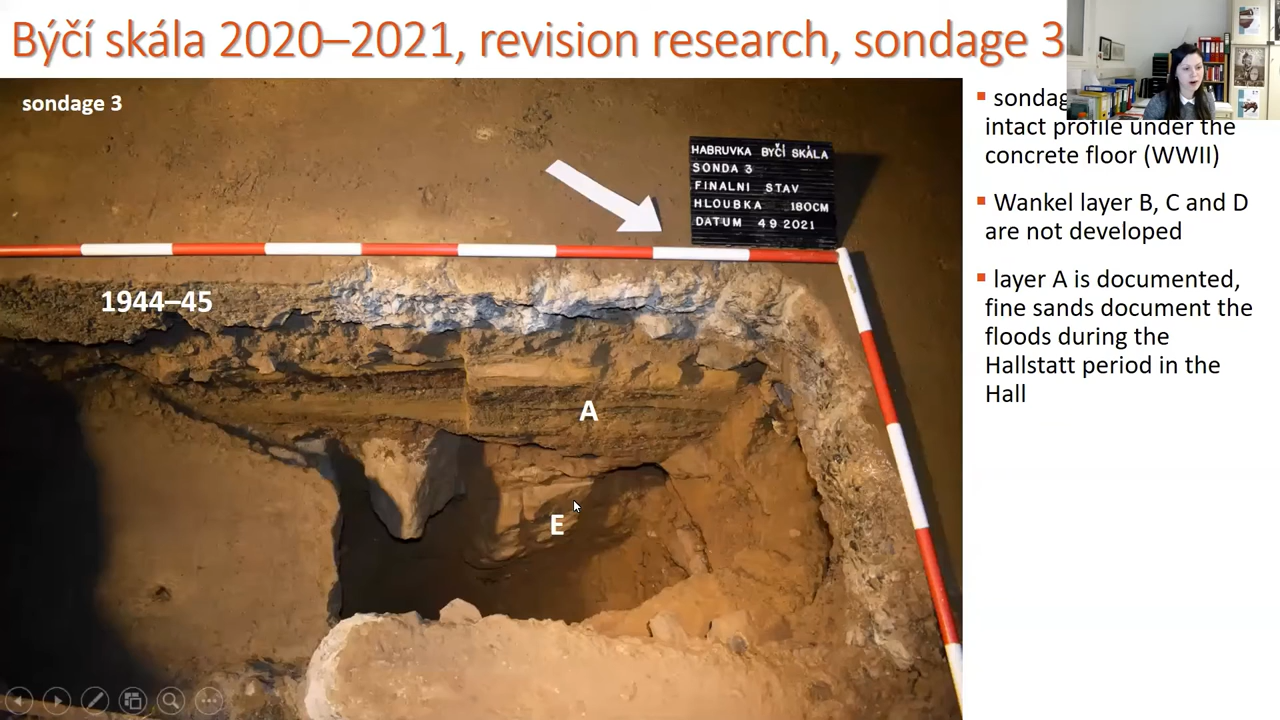 Býčí skála 2020–2021, revision research, sondage 3
sondage 3
HABRUVKA BYČÍ SKÁLA
SONDA 3
FINALNI STAV
HLOUBKA 180CM
DATUM 4 9 2021
1944–45
A
E
▪ sondag
intact profile under the
concrete floor (WWII)
▪ Wankel layer B, C and D
are not developed
▪ layer A is documented,
fine sands document the
floods during the
Hallstatt period in the
Hall